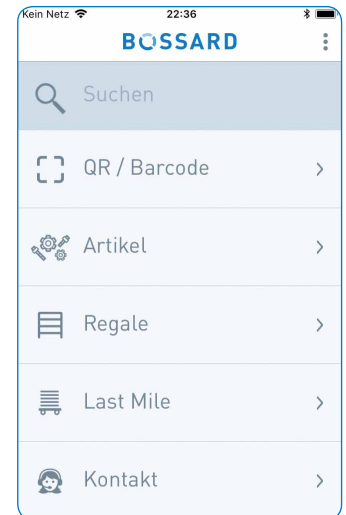 Kein Netz 22:36
BOSSARD
Suchen
QR / Barcode
Artikel
Regale
Last Mile
Kontakt